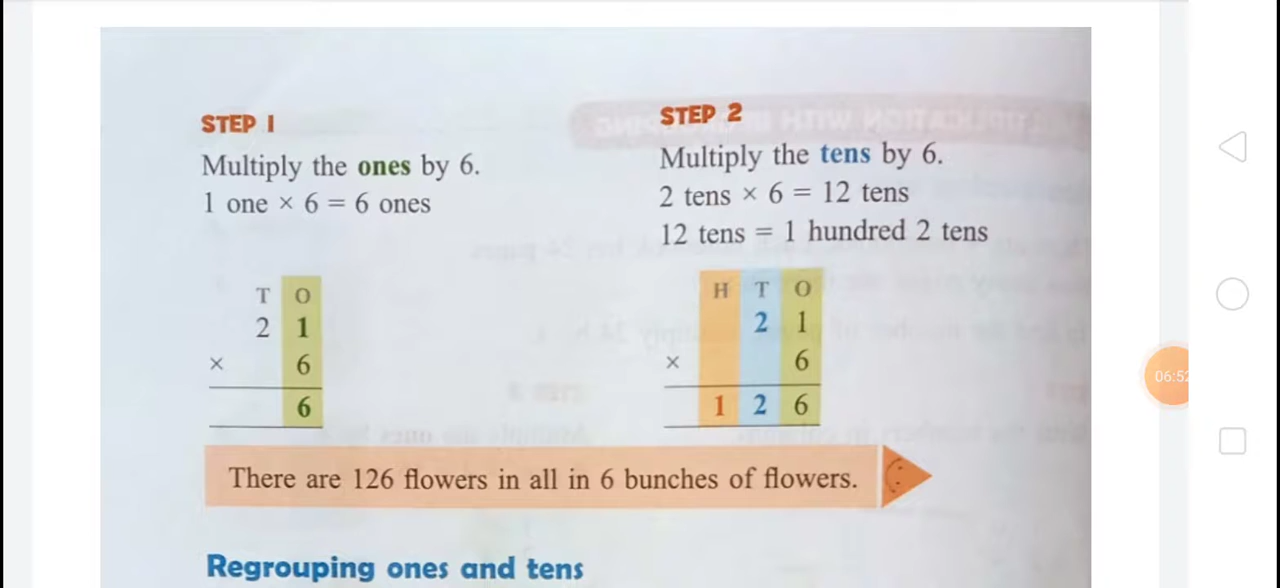 STEP 1
Multiply the ones by 6.
1 one × 6 = 6 ones
T O
2 1
× 6
6
STEP 2
Multiply the tens by 6.
2 tens × 6 = 12 tens
12 tens = 1 hundred 2 tens
H T O
2 1
× 6
1 2 6
There are 126 flowers in all in 6 bunches of flowers.
Regrouping ones and tens
06:52